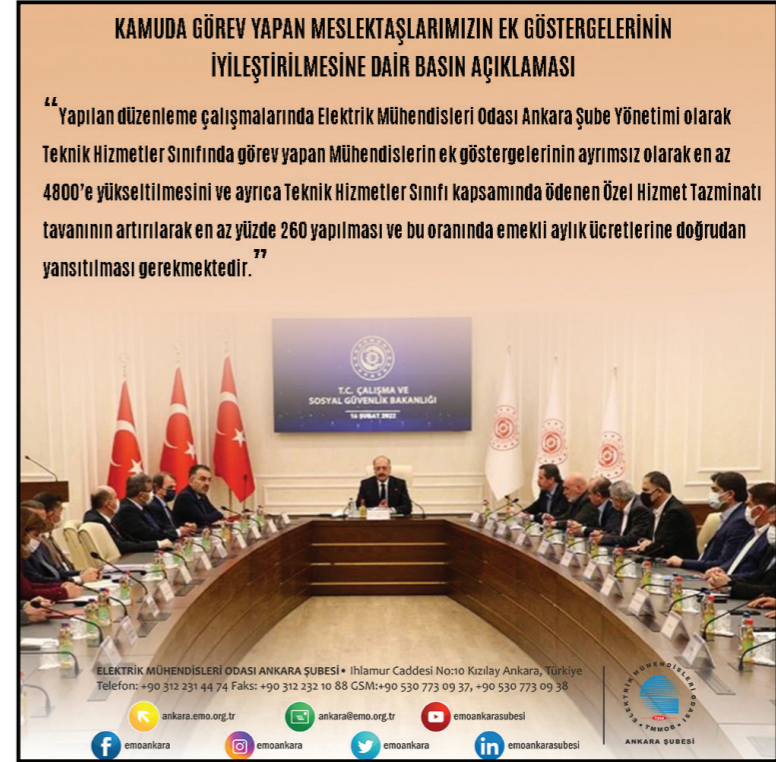 KAMUDA GÖREV YAPAN MESLEKTAŞLARIMIZIN EK GÖSTERGELERİNİN
İYİLEŞTİRİLMESİNE DAİR BASIN AÇIKLAMASI
“Yapılan düzenleme çalışmalarında Elektrik Mühendisleri Odası Ankara Şube Yönetimi olarak
Teknik Hizmetler Sınıfında görev yapan Mühendislerin ek göstergelerinin ayrımsız olarak en az
4800’e yükseltilmesini ve ayrıca Teknik Hizmetler Sınıfı kapsamında ödenen Özel Hizmet Tazminatı
tavanının artırılarak en az yüzde 260 yapılması ve bu oranında emekli aylık ücretlerine doğrudan
yansıtılması gerekmektedir.”
T.C. ÇALIŞMA VE
SOSYAL GÜVENLİK BAKANLIĞI
16 ŞUBAT 2022
ELEKTRİK MÜHENDİSLERİ ODASI ANKARA ŞUBESİ • Ihlamur Caddesi No:10 Kızılay Ankara, Türkiye
Telefon: +90 312 231 44 74 Faks: +90 312 232 10 88 GSM:+90 530 773 09 37, +90 530 773 09 38
ankara.emo.org.tr
ankara@emo.org.tr
emoankarasubesi
emoankara
emoankara
emoankara
emoankarasubesi
ELEKTRİK MÜHENDİSLERİ ODASI
1954
TMMOB
ANKARA ŞUBESİ